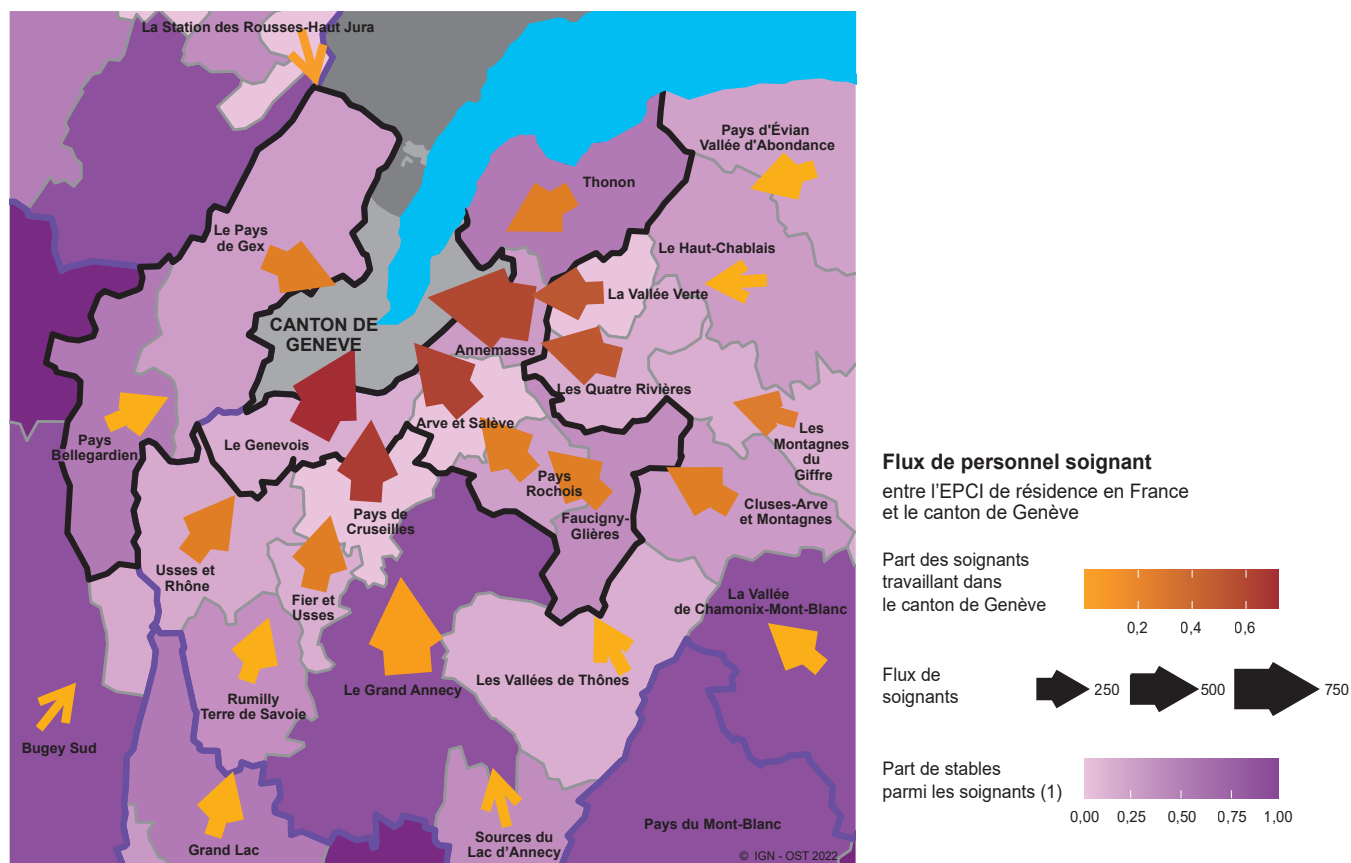 La Station des Rousses-Haut Jura
Pays d'Évian
Vallée d'Abondance
Thonon
Le Pays
de Gex
Le Haut-Chablais
La Vallée Verte
CANTON DE
GENEVE
Annemasse
Les Quatre Rivières
Arve et Salève
Le Genevois
Pays
Bellegardien
Les
Montagnes
du
Giffre
Pays
Rochois
Cluses-Arve
et Montagnes
Faucigny-
Glières
Pays de
Cruseilles
Usses et
Rhône
Fier et
Usses
La Vallée
de Chamonix-Mont-Blanc
Le Grand Annecy
Les Vallées de Thônes
Rumilly
Terre de Savoie
Bugey Sud
Grand Lac
Sources du
Lac d'Annecy
Pays du Mont-Blanc
© IGN - OST 2022
Flux de personnel soignant
entre l'EPCI de résidence en France
et le canton de Genève
Part des soignants
travaillant dans
le canton de Genève
0,2 0,4 0,6
Flux de
soignants
250 500 750
Part de stables
parmi les soignants (1)
0,00 0,25 0,50 0,75 1,00